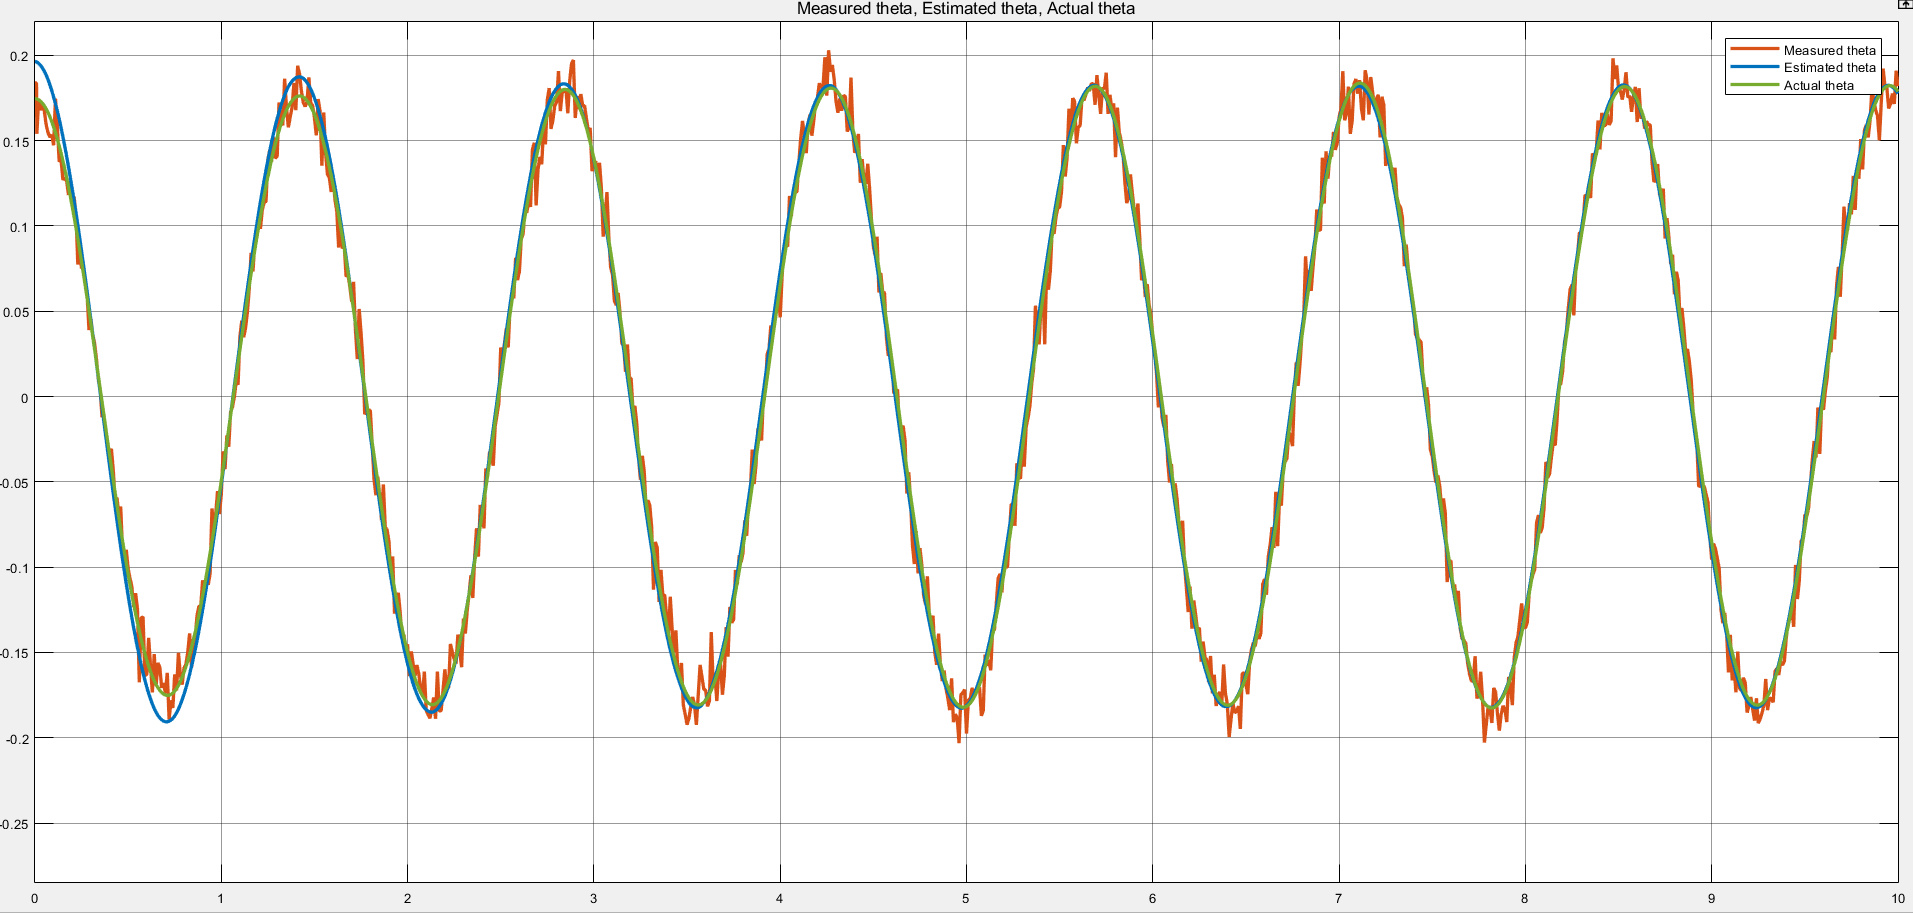 Measured theta, Estimated theta, Actual theta
Measured theta
Estimated theta
Actual theta
0.2
0.15
0.1
0.05
0
-0.05
-0.1
-0.15
-0.2
-0.25
0 1 2 3 4 5 6 7 8 9 10